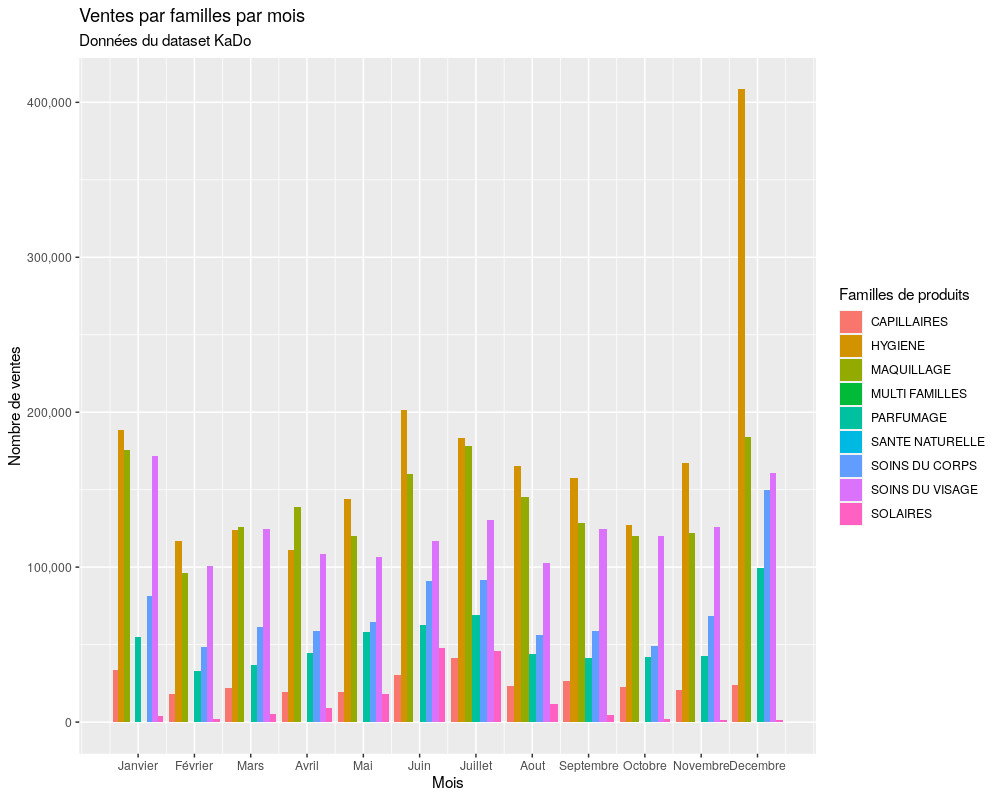 Ventes par familles par mois
Données du dataset KaDo
400,000
300,000
200,000
100,000
0
Nombre de ventes
Janvier Février Mars Avril Mai Juin Juillet Aout Septembre Octobre Novembre Decembre
Mois
Familles de produits
CAPILLAIRES
HYGIENE
MAQUILLAGE
MULTI FAMILLES
PARFUMAGE
SANTE NATURELLE
SOINS DU CORPS
SOINS DU VISAGE
SOLAIRES